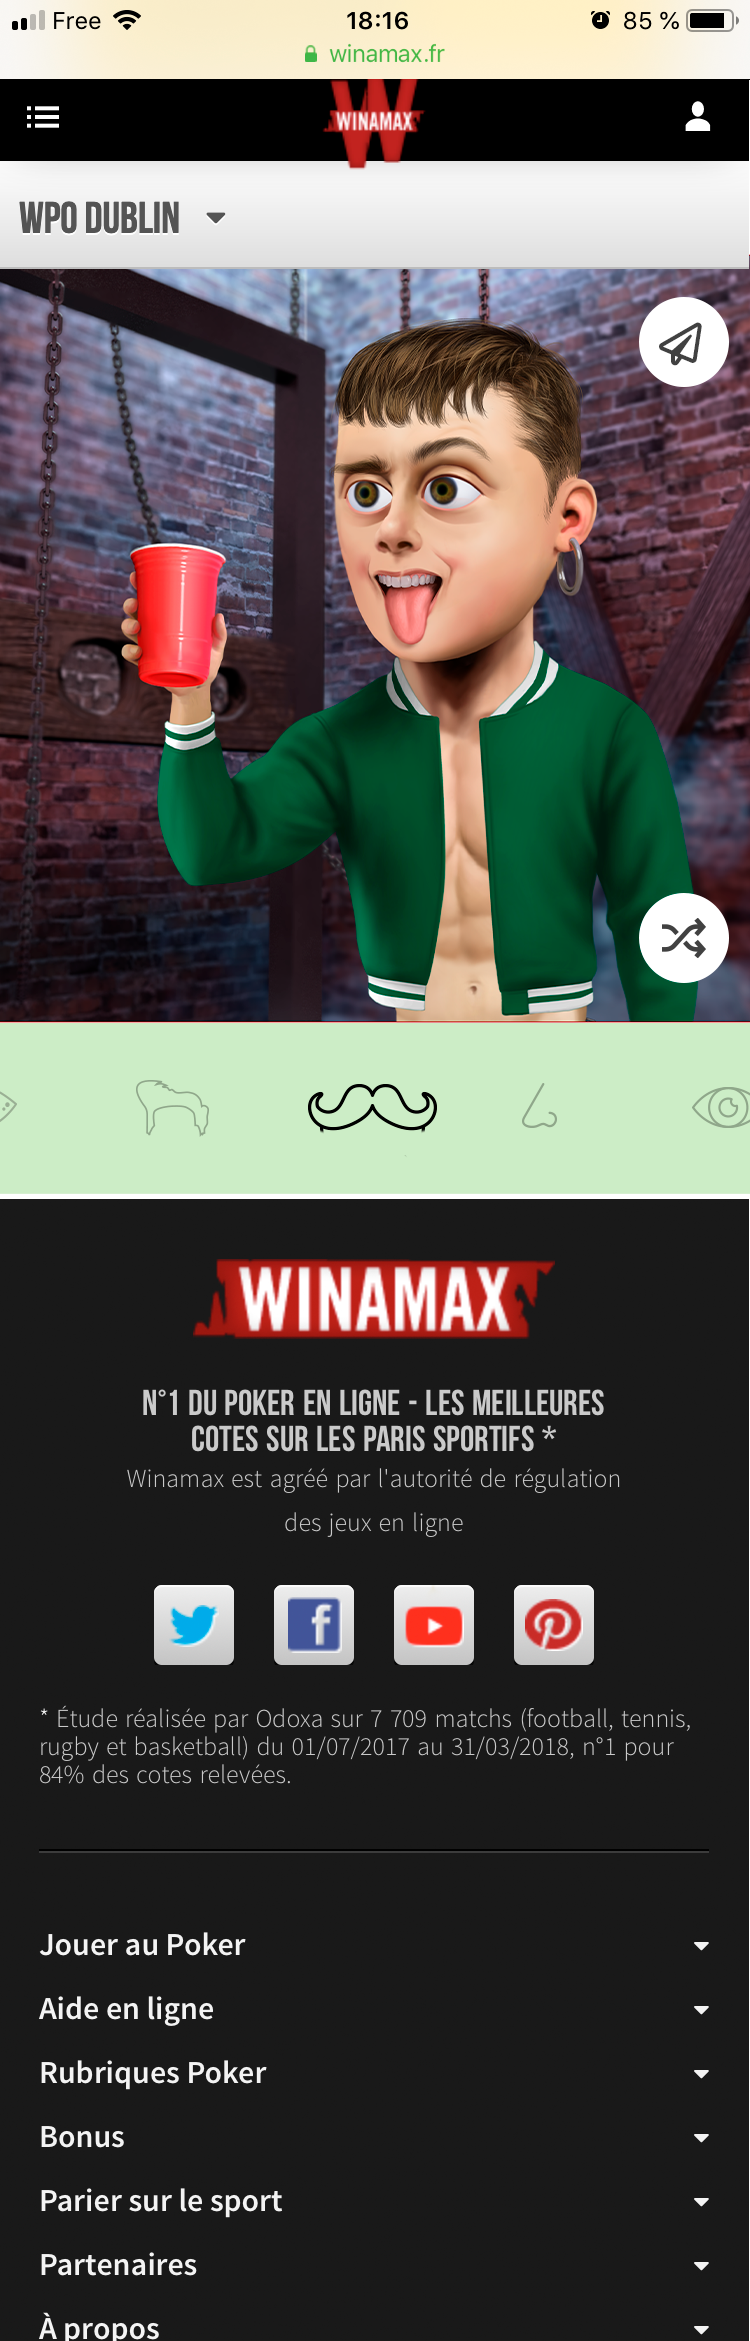 Free
18:16
85 %
winamax.fr
WINAMAX
WPO DUBLIN
WINAMAX
N°1 DU POKER EN LIGNE - LES MEILLEURES
COTES SUR LES PARIS SPORTIFS *
Winamax est agréé par l'autorité de régulation
des jeux en ligne
* Étude réalisée par Odoxa sur 7 709 matchs (football, tennis,
rugby et basketball) du 01/07/2017 au 31/03/2018, n°1 pour
84% des cotes relevées.
Jouer au Poker
Aide en ligne
Rubriques Poker
Bonus
Parier sur le sport
Partenaires
À propos